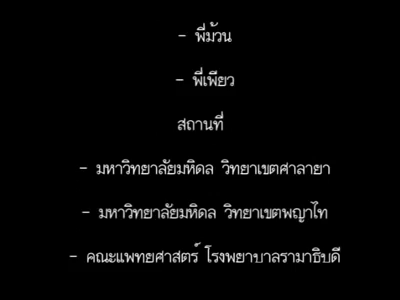 - พี่ม้วน
- พี่เพียว
สถานที่
- มหาวิทยาลัยมหิดล วิทยาเขตศาลายา
- มหาวิทยาลัยมหิดล วิทยาเขตพญาไท
- คณะแพทยศาสตร์ โรงพยาบาลรามาธิบดี